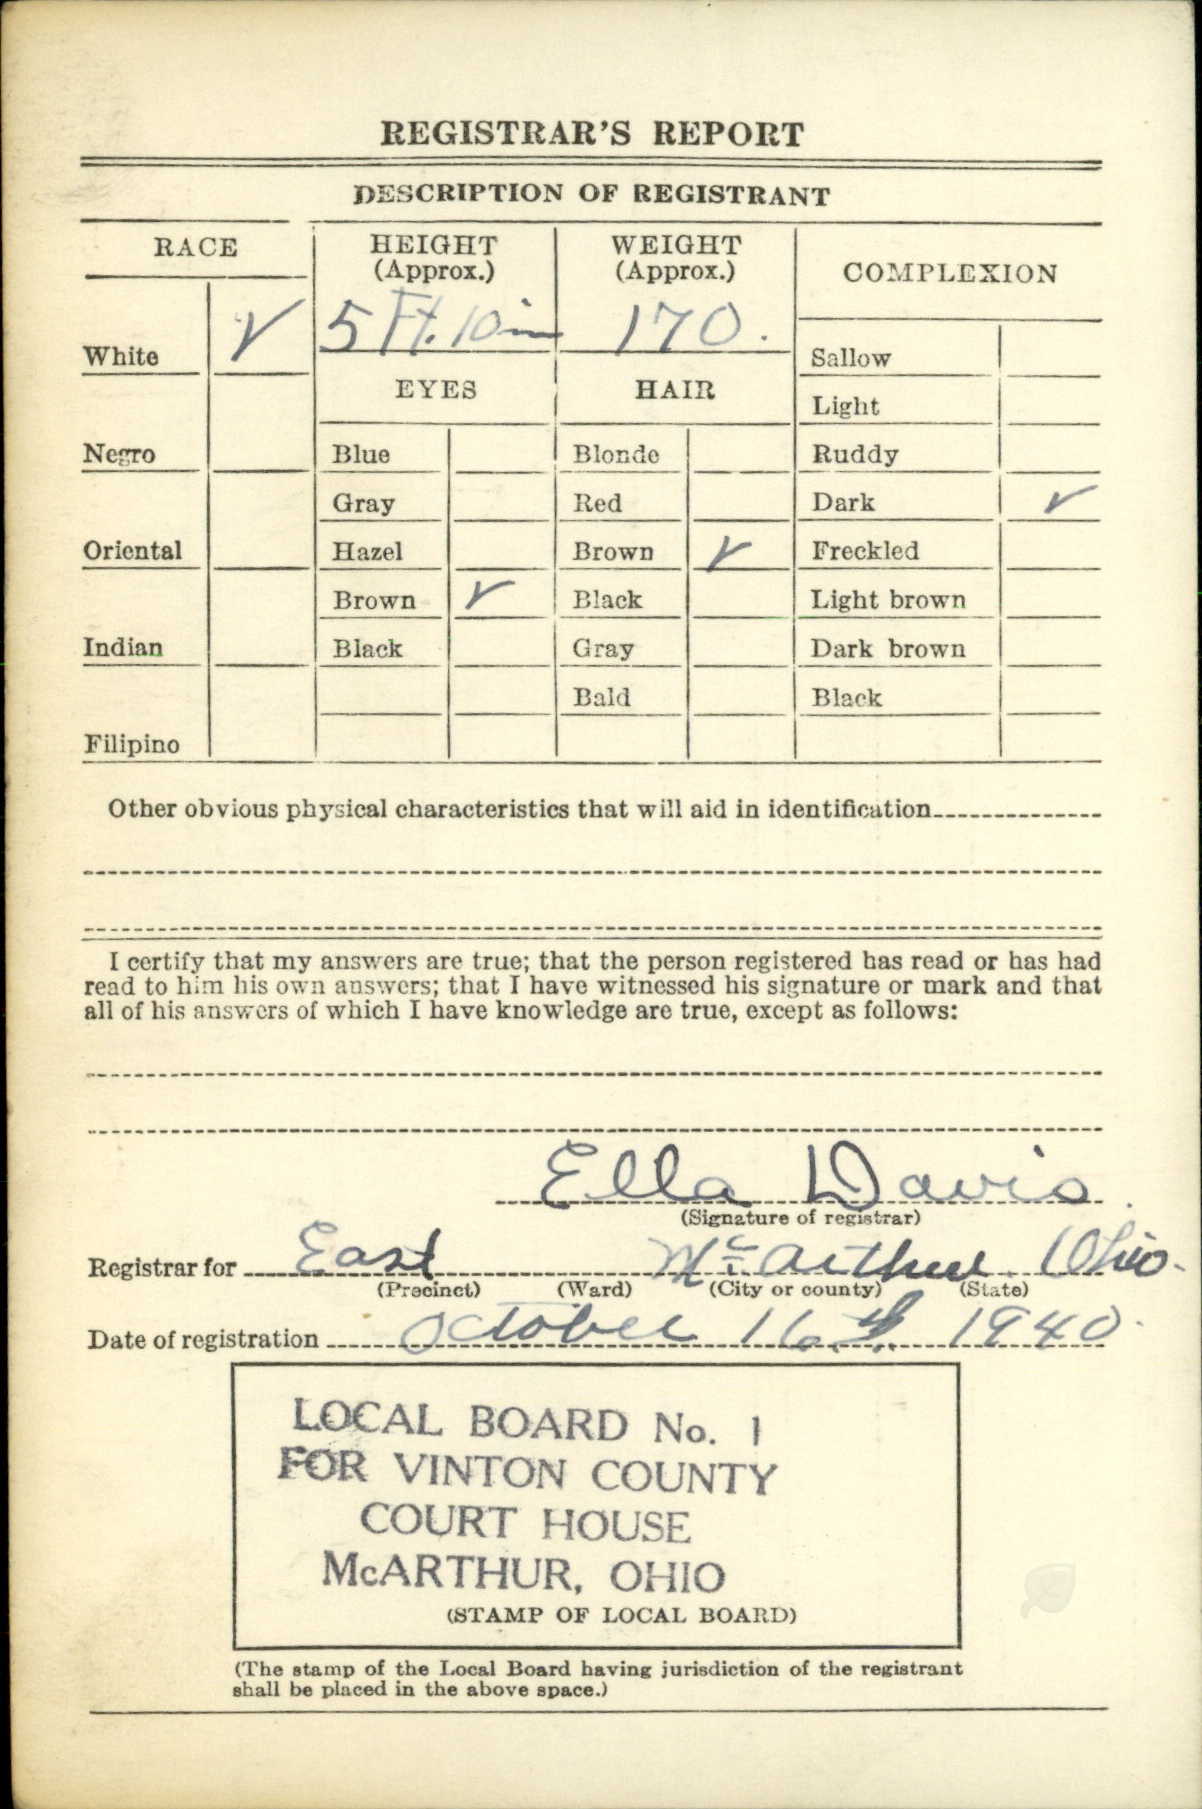 REGISTRAR'S REPORT
DESCRIPTION OF REGISTRANT
RACE
HEIGHT
(Approx.)
WEIGHT
(Approx.)
COMPLEXION
5 Ft. 10 in
170.
White ✓
Sallow
EYES
HAIR
Light
Negro
Blue
Blonde
Ruddy
Gray
Red
Dark ✓
Oriental
Hazel
Brown ✓
Freckled
Brown ✓
Black
Light brown
Indian
Black
Gray
Dark brown
Bald
Black
Filipino
Other obvious physical characteristics that will aid in identification
I certify that my answers are true; that the person registered has read or has had
read to him his own answers; that I have witnessed his signature or mark and that
all of his answers of which I have knowledge are true, except as follows:
Ella Davis
(Signature of registrar)
Registrar for East McArthur Ohio.
(Precinct) (Ward) (City or county) (State)
Date of registration October 16th, 1940.
LOCAL BOARD No. 1
FOR VINTON COUNTY
COURT HOUSE
McARTHUR, OHIO
(STAMP OF LOCAL BOARD)
(The stamp of the Local Board having jurisdiction of the registrant
shall be placed in the above space.)